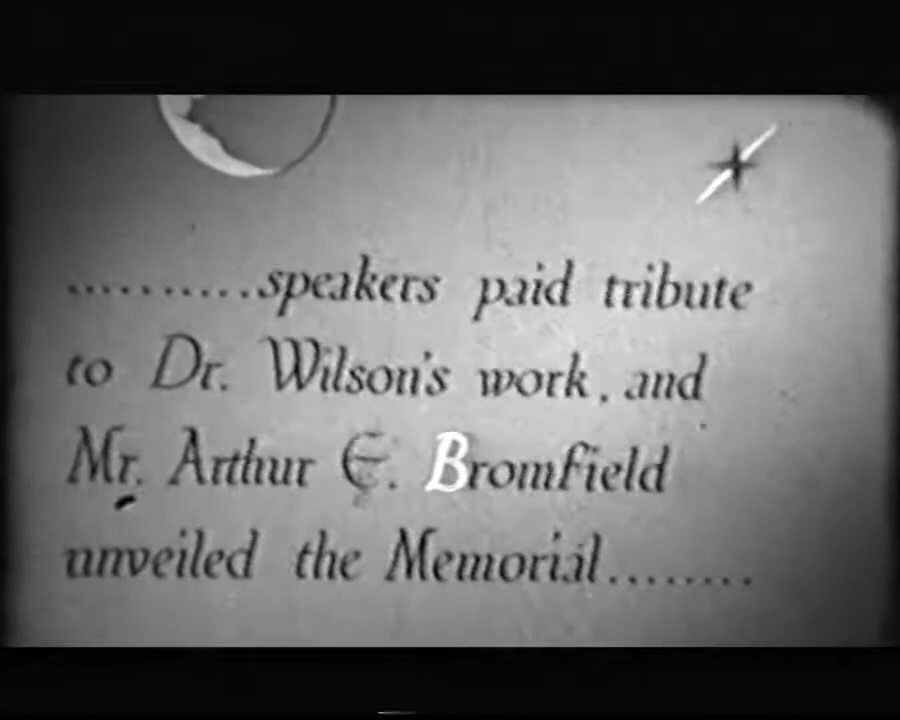 ..........speakers paid tribute
to Dr. Wilson's work, and
Mr. Arthur E. Bromfield
unveiled the Memorial........